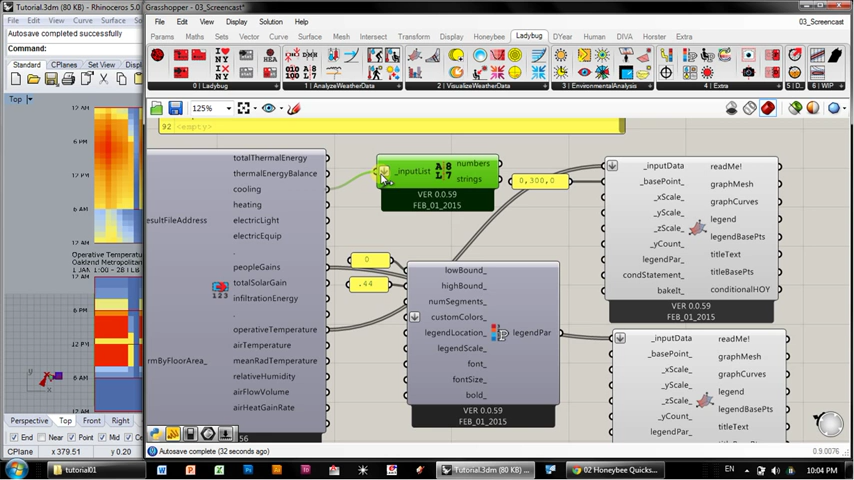 Tutorial.3dm (80 KB) - Rhinoceros 5.0
Edit View Curve Surface
Autosave completed successfully
Command:
Standard CPlanes Set View
Top
12 AM
6 PM
12 PM
6 AM
12 AM
Operative Temperature
Oakland Metropolitan
1 JAN 1:00 - 28
12 AM
6 PM
12 PM
6 AM
12 AM
Perspective Top Front Right
End Near Point Mid
CPlane x 379.51 y 0.20
Grasshopper - 03_Screencast*
File Edit View Display Solution Help 03_Screencast*
Params Maths Sets Vector Curve Surface Mesh Intersect Transform Display Honeybee Ladybug DYear Human DIVA Horster Extra
0 | Ladybug 1 | AnalyzeWeatherData 2 | VisualizeWeatherData 3 | EnvironmentalAnalysis 4 | Extra 6 | WIP
125%
92 <empty>
totalThermalEnergy
thermalEnergyBalance
cooling
heating
electricLight
electricEquip
.
peopleGains
totalSolarGain
infiltrationEnergy
.
operativeTemperature
airTemperature
meanRadTemperature
relativeHumidity
airFlowVolume
airHeatGainRate
esultFileAddress
rmByFloorArea_
_inputList
numbers
strings
VER 0.0.59
FEB_01_2015
0,300,0
0
.44
lowBound_
highBound_
numSegments_
customColors_
legendLocation_
legendScale_
font_
fontSize_
bold_
legendPar
VER 0.0.59
FEB_01_2015
_inputData
_basePoint_
_xScale_
_yScale_
_yCount_
legendPar_
condStatement_
bakeIt_
readMe!
graphMesh
graphCurves
legend
legendBasePts
titleText
titleBasePts
conditionalHOY
VER 0.0.59
FEB_01_2015
_inputData
_basePoint_
_xScale_
_yScale_
_yCount_
legendPar_
readMe!
graphMesh
graphCurves
legend
legendBasePts
titleText
Autosave complete (32 seconds ago)
0.9.0076
tutorial01
Tutorial.3dm (80 KB) -...
02 Honeybee Quicks...
EN
10:04 PM